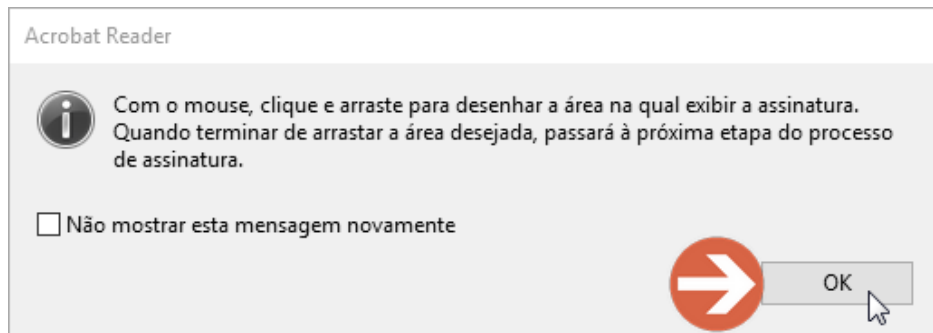 Acrobat Reader
Com o mouse, clique e arraste para desenhar a área na qual exibir a assinatura.
Quando terminar de arrastar a área desejada, passará à próxima etapa do processo
de assinatura.
Não mostrar esta mensagem novamente
OK